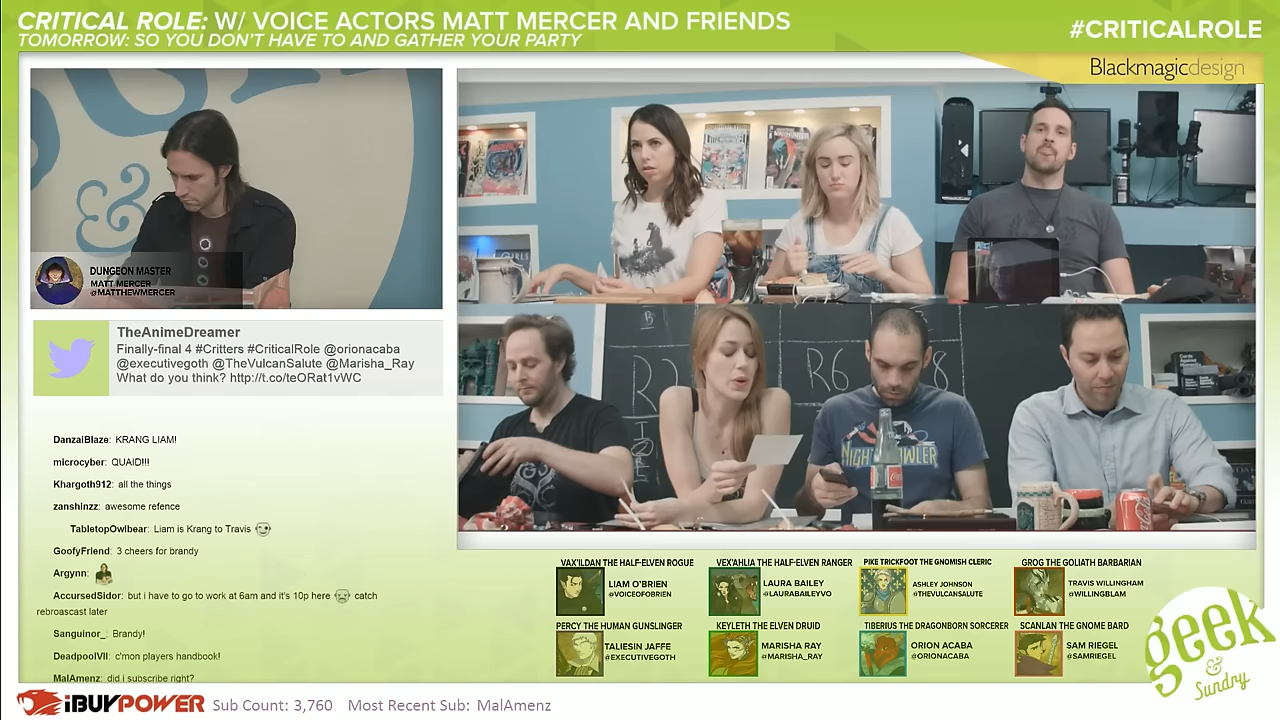 CRITICAL ROLE: W/ VOICE ACTORS MATT MERCER AND FRIENDS
TOMORROW: SO YOU DON'T HAVE TO AND GATHER YOUR PARTY
#CRITICALROLE
Blackmagicdesign
DUNGEON MASTER
MATT MERCER
@MATTHEWMERCER
TheAnimeDreamer
Finally-final 4 #Critters #CriticalRole @orionacaba
@executivegoth @TheVulcanSalute @Marisha_Ray
What do you think? http://t.co/teORat1vWC
DanzaiBlaze: KRANG LIAM!
microcyber: QUAID!!!
Khargoth912: all the things
zanshinzz: awesome refence
TabletopOwlbear: Liam is Krang to Travis
GoofyFriend: 3 cheers for brandy
Argynn:
AccursedSidor: but i have to go to work at 6am and it's 10p here catch
rebroascast later
Sanguinor_: Brandy!
DeadpoolVII: c'mon players handbook!
MalAmenz: did i subscribe right?
B
R7
R6
8
NIGHT CRAWLER
VAX'ILDAN THE HALF-ELVEN ROGUE
LIAM O'BRIEN
@VOICEOFOBRIEN
VEX'AHLIA THE HALF-ELVEN RANGER
LAURA BAILEY
@LAURABAILEYVO
PIKE TRICKFOOT THE GNOMISH CLERIC
ASHLEY JOHNSON
@THEVULCANSALUTE
GROG THE GOLIATH BARBARIAN
TRAVIS WILLINGHAM
@WILLINGBLAM
PERCY THE HUMAN GUNSLINGER
TALIESIN JAFFE
@EXECUTIVEGOTH
KEYLETH THE ELVEN DRUID
MARISHA RAY
@MARISHA_RAY
TIBERIUS THE DRAGONBORN SORCERER
ORION ACABA
@ORIONACABA
SCANLAN THE GNOME BARD
SAM RIEGEL
@SAMRIEGEL
geek
&
Sundry
iBUYPOWER
Sub Count: 3,760 Most Recent Sub: MalAmenz